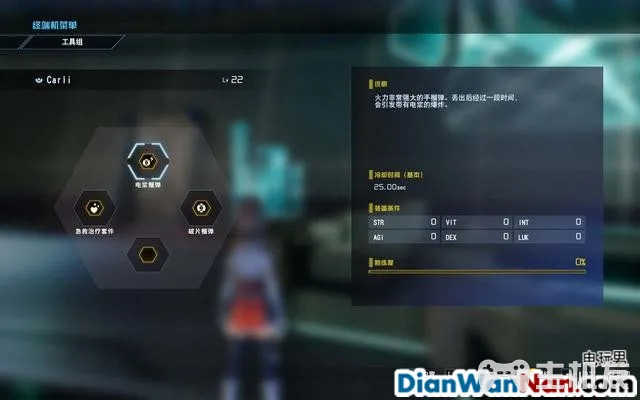 终端机菜单
工具组
Carli
Lv 22
电浆榴弹
急救治疗套件
破片榴弹
说明
火力非常强大的手榴弹。丢出后经过一段时间，
会引发带有电浆的爆炸。
冷却时间（基本）
25.00sec
装备条件
STR 0 VIT 0 INT 0
AGI 0 DEX 0 LUK 0
熟练度 0%
电玩男
DianWanNan.com